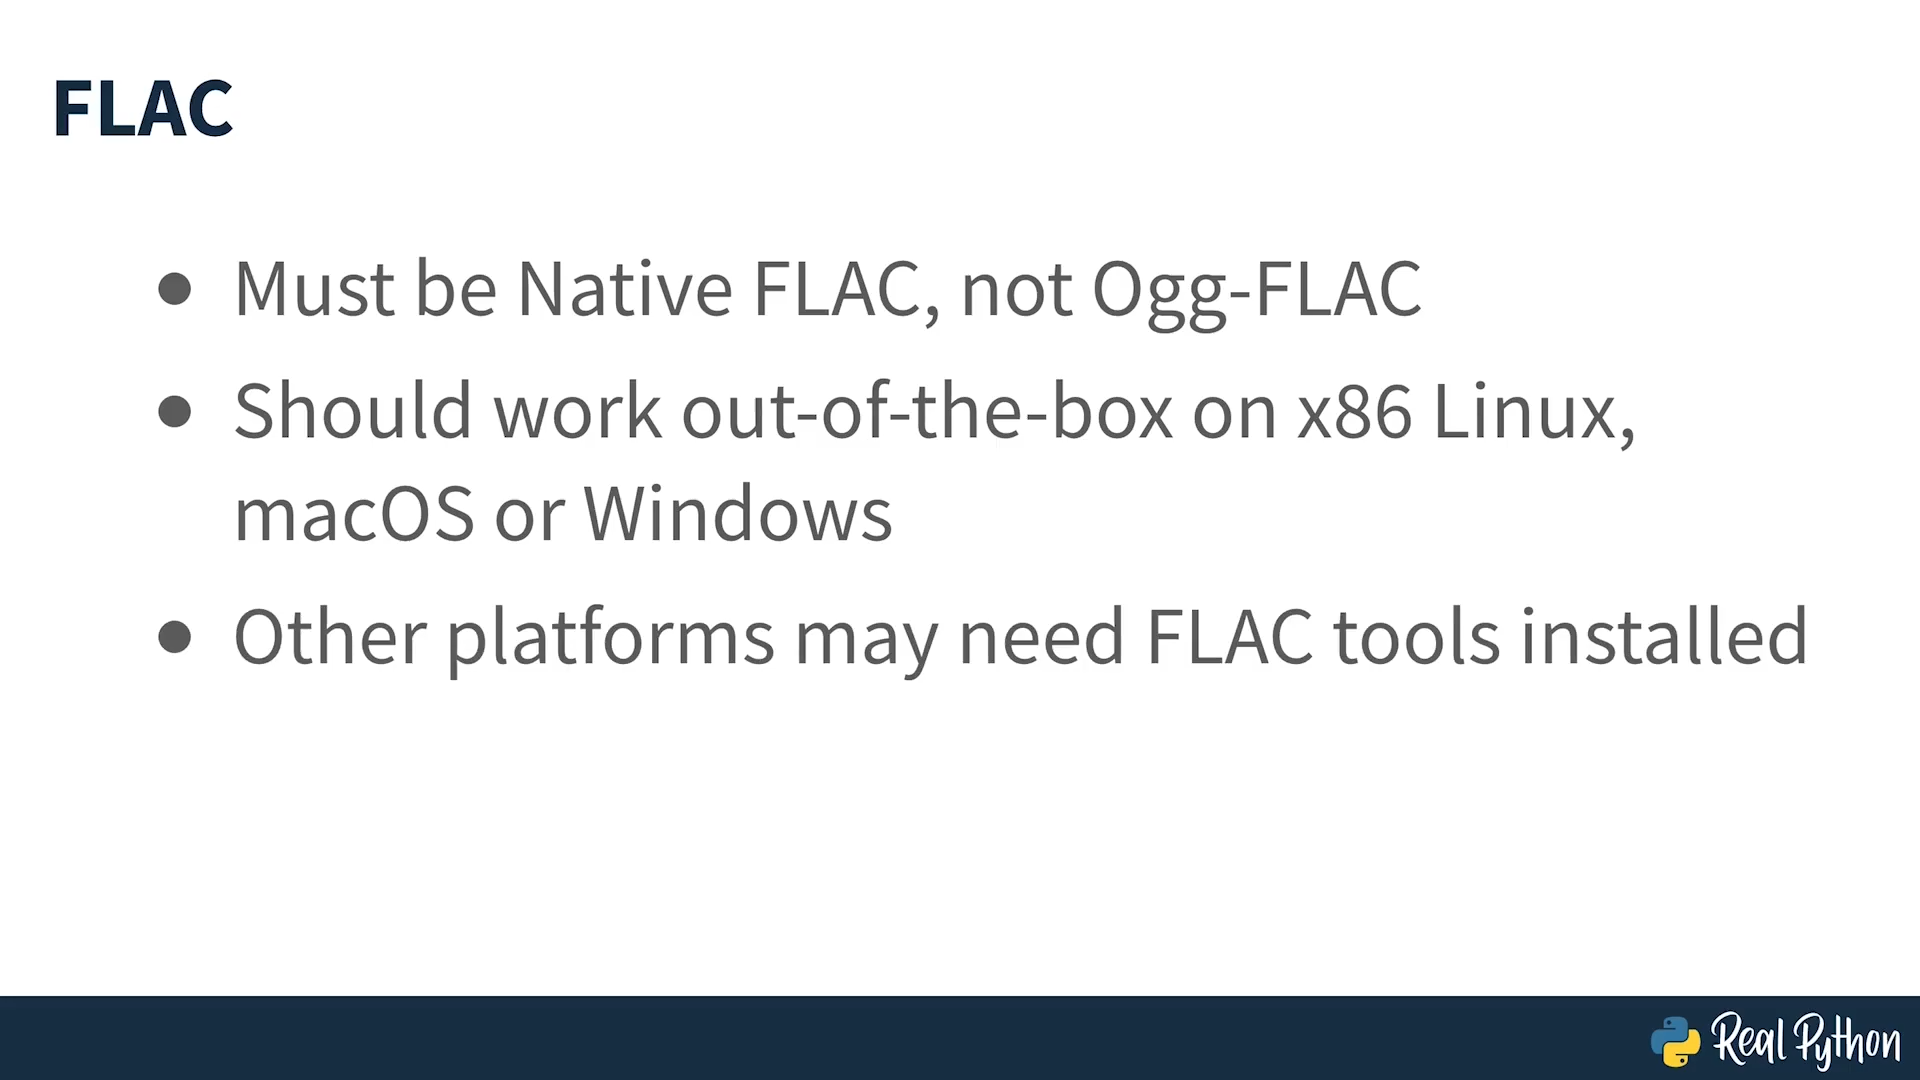 FLAC
● Must be Native FLAC, not Ogg-FLAC
● Should work out-of-the-box on x86 Linux,
macOS or Windows
● Other platforms may need FLAC tools installed
Real Python